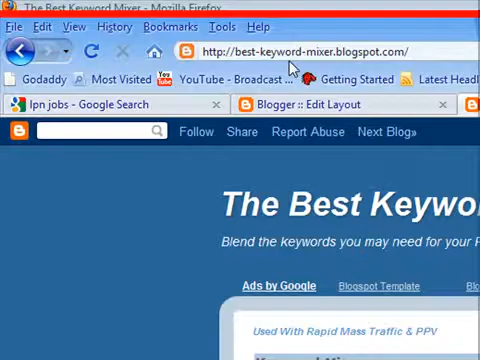 The Best Keyword Mixer - Mozilla Firefox
File Edit View History Bookmarks Tools Help
http://best-keyword-mixer.blogspot.com/
Godaddy Most Visited YouTube - Broadcast ... Getting Started Latest Headl
lpn jobs - Google Search Blogger :: Edit Layout
Follow Share Report Abuse Next Blog»
The Best Keywo
Blend the keywords you may need for your P
Ads by Google Blogspot Template Blo
Used With Rapid Mass Traffic & PPV